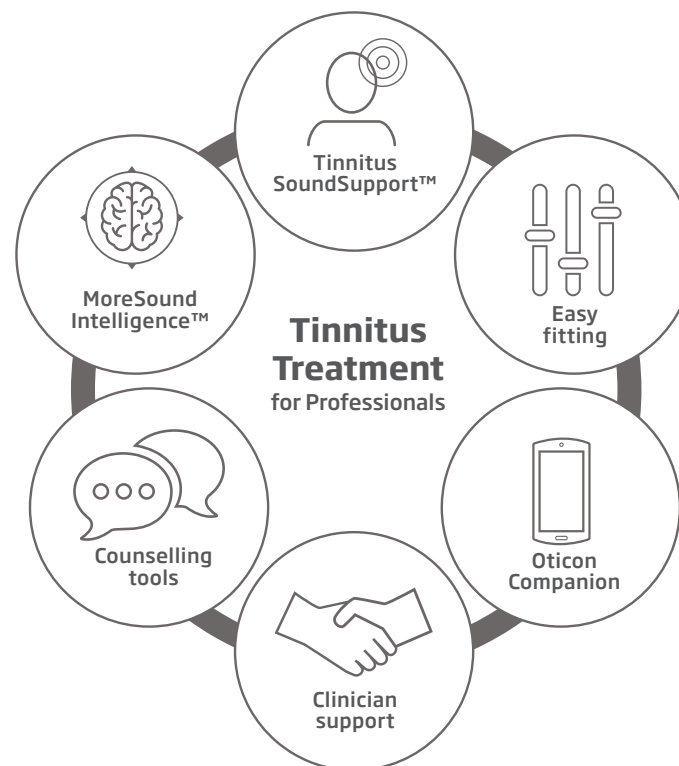 Tinnitus
SoundSupport™
Easy
fitting
Oticon
Companion
Clinician
support
Counselling
tools
MoreSound
Intelligence™
Tinnitus
Treatment
for Professionals